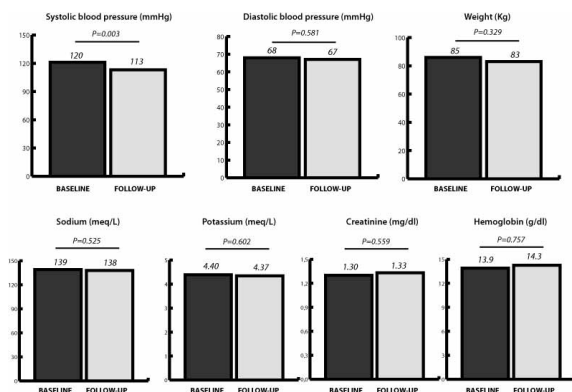 Systolic blood pressure (mmHg)
P=0.003
150
120
90
60
30
0
120
113
BASELINE FOLLOW-UP
Diastolic blood pressure (mmHg)
P=0.581
80
70
60
50
40
30
20
10
0
68
67
BASELINE FOLLOW-UP
Weight (Kg)
P=0.329
100
80
60
40
20
0
85
83
BASELINE FOLLOW-UP
Sodium (meq/L)
P=0.525
150
120
90
60
30
0
139
138
BASELINE FOLLOW-UP
Potassium (meq/L)
P=0.602
5
4
3
2
1
0
4.40
4.37
BASELINE FOLLOW-UP
Creatinine (mg/dl)
P=0.559
1,5
1,2
0,9
0,6
0,3
0,0
1.30
1.33
BASELINE FOLLOW-UP
Hemoglobin (g/dl)
P=0.757
15
12
9
6
3
0
13.9
14.3
BASELINE FOLLOW-UP